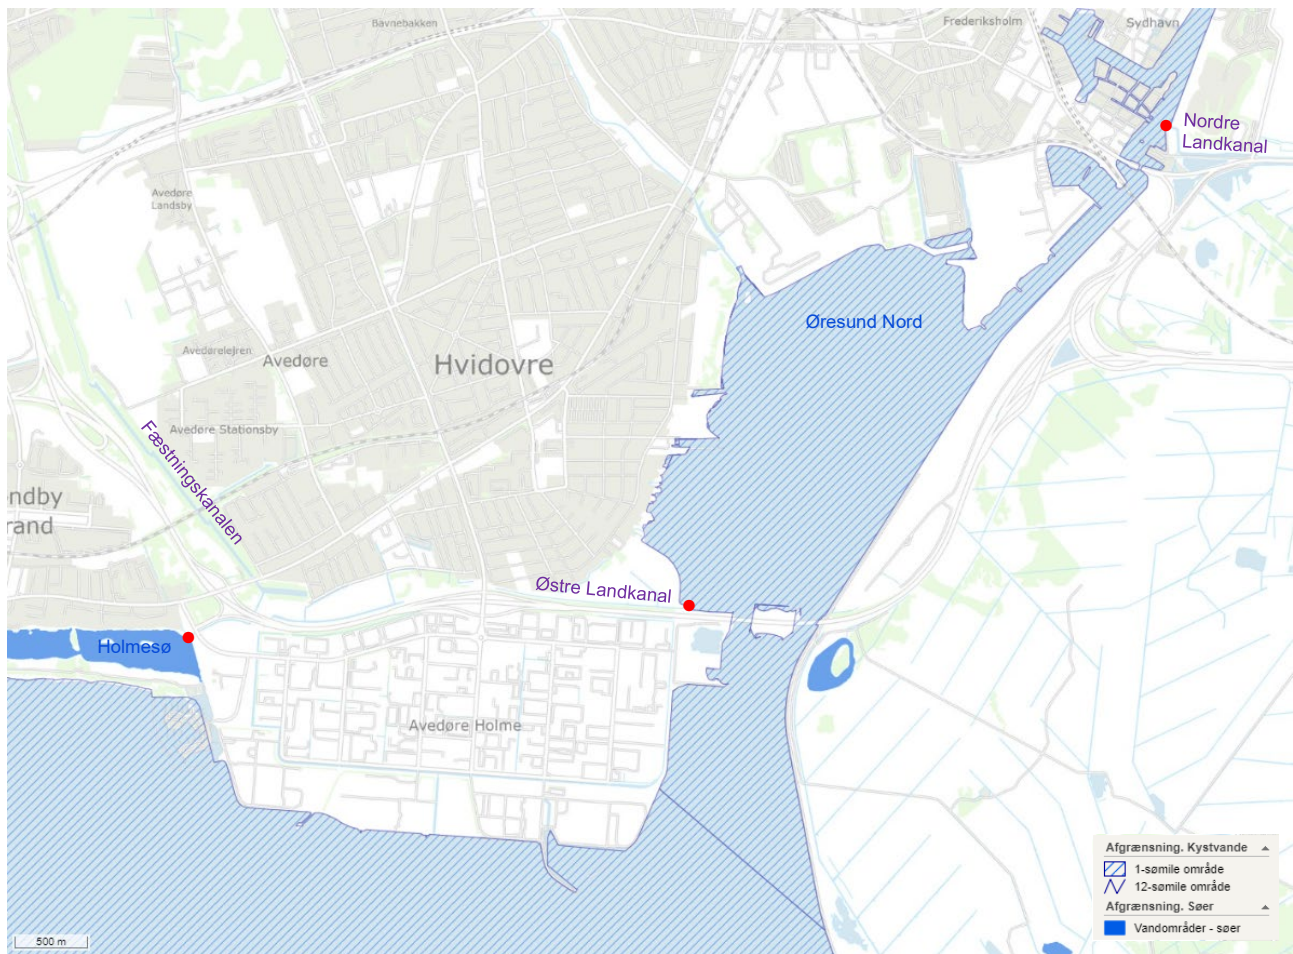 Bavnebakken
Frederiksholm
Sydhavn
Nordre
Landkanal
Avedøre
Landsby
Øresund Nord
Avedørelejren
Avedøre
Hvidovre
Avedøre Stationsby
Fæstningskanalen
ndby
rand
Østre Landkanal
Holmesø
Avedøre Holme
Afgrænsning. Kystvande
1-sømile område
12-sømile område
Afgrænsning. Søer
Vandområder - søer
500 m